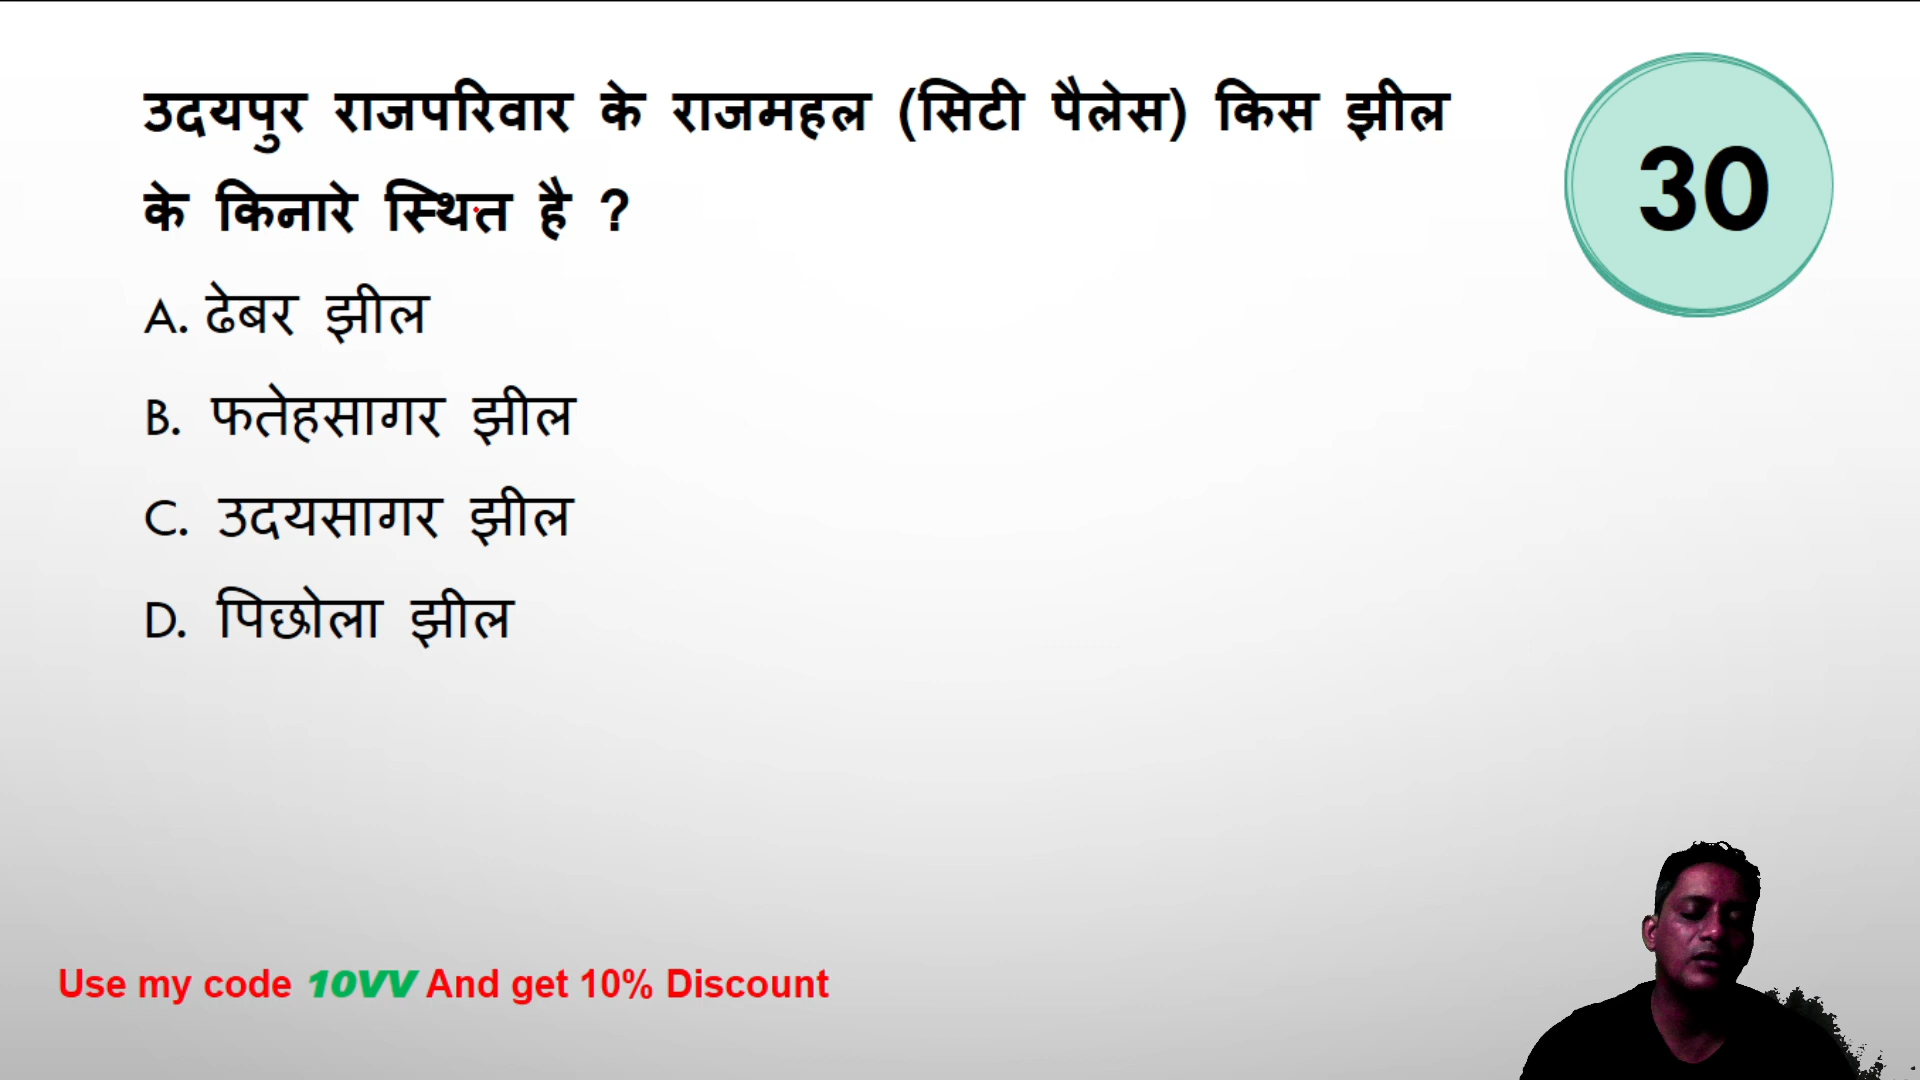 उदयपुर राजपरिवार के राजमहल (सिटी पैलेस) किस झील
के किनारे स्थित है ?
30
A. ढेबर झील
B. फतेहसागर झील
C. उदयसागर झील
D. पिछोला झील
Use my code 10VV And get 10% Discount